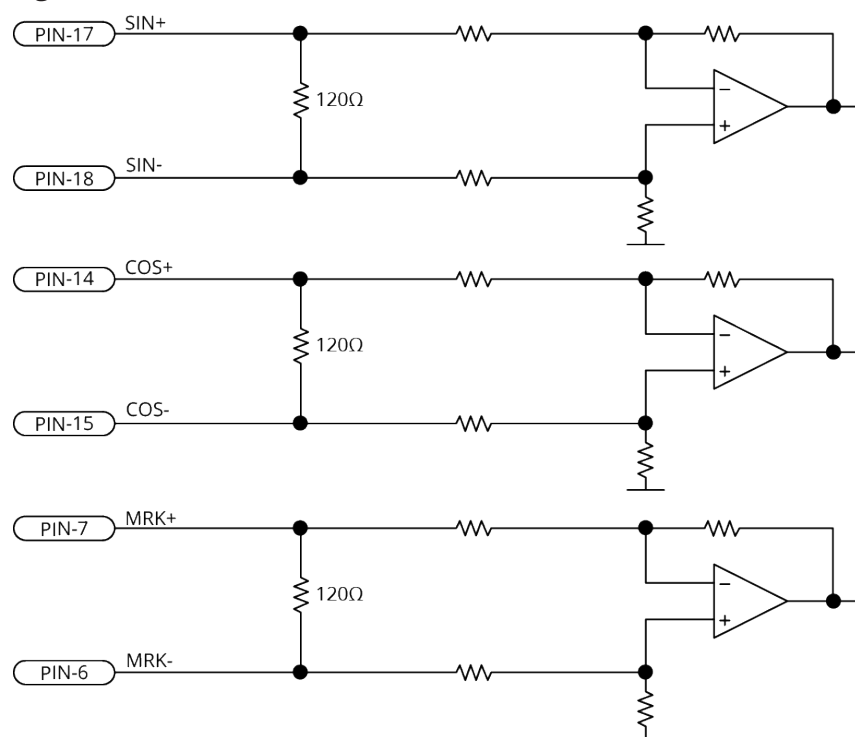 SIN+
PIN-17
120Ω
SIN-
PIN-18
COS+
PIN-14
120Ω
COS-
PIN-15
MRK+
PIN-7
120Ω
MRK-
PIN-6